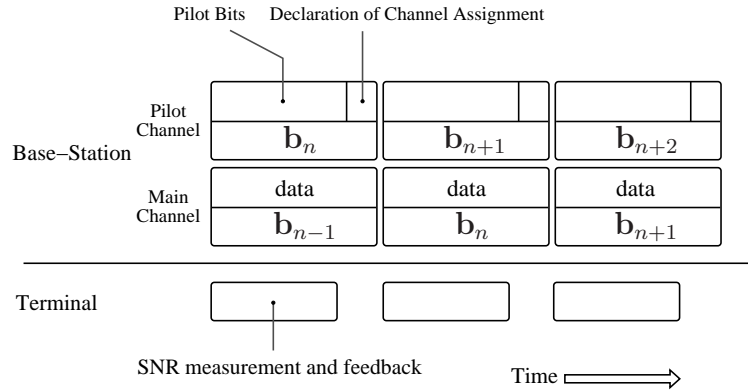 Pilot Bits
Declaration of Channel Assignment
Pilot
Channel
b_n
b_{n+1}
b_{n+2}
Base–Station
data
data
data
Main
Channel
b_{n−1}
b_n
b_{n+1}
Terminal
SNR measurement and feedback
Time